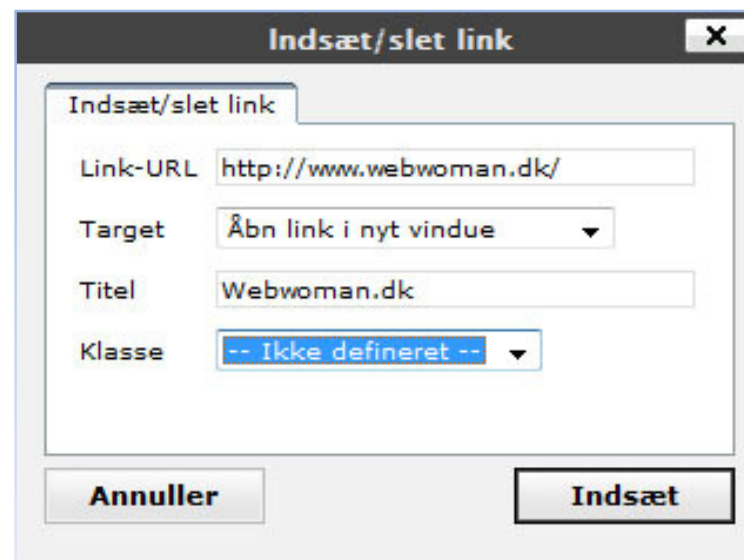 Indsæt/slet link
Indsæt/slet link
Link-URL http://www.webwoman.dk/
Target Åbn link i nyt vindue
Titel Webwoman.dk
Klasse -- Ikke defineret --
Annuller Indsæt